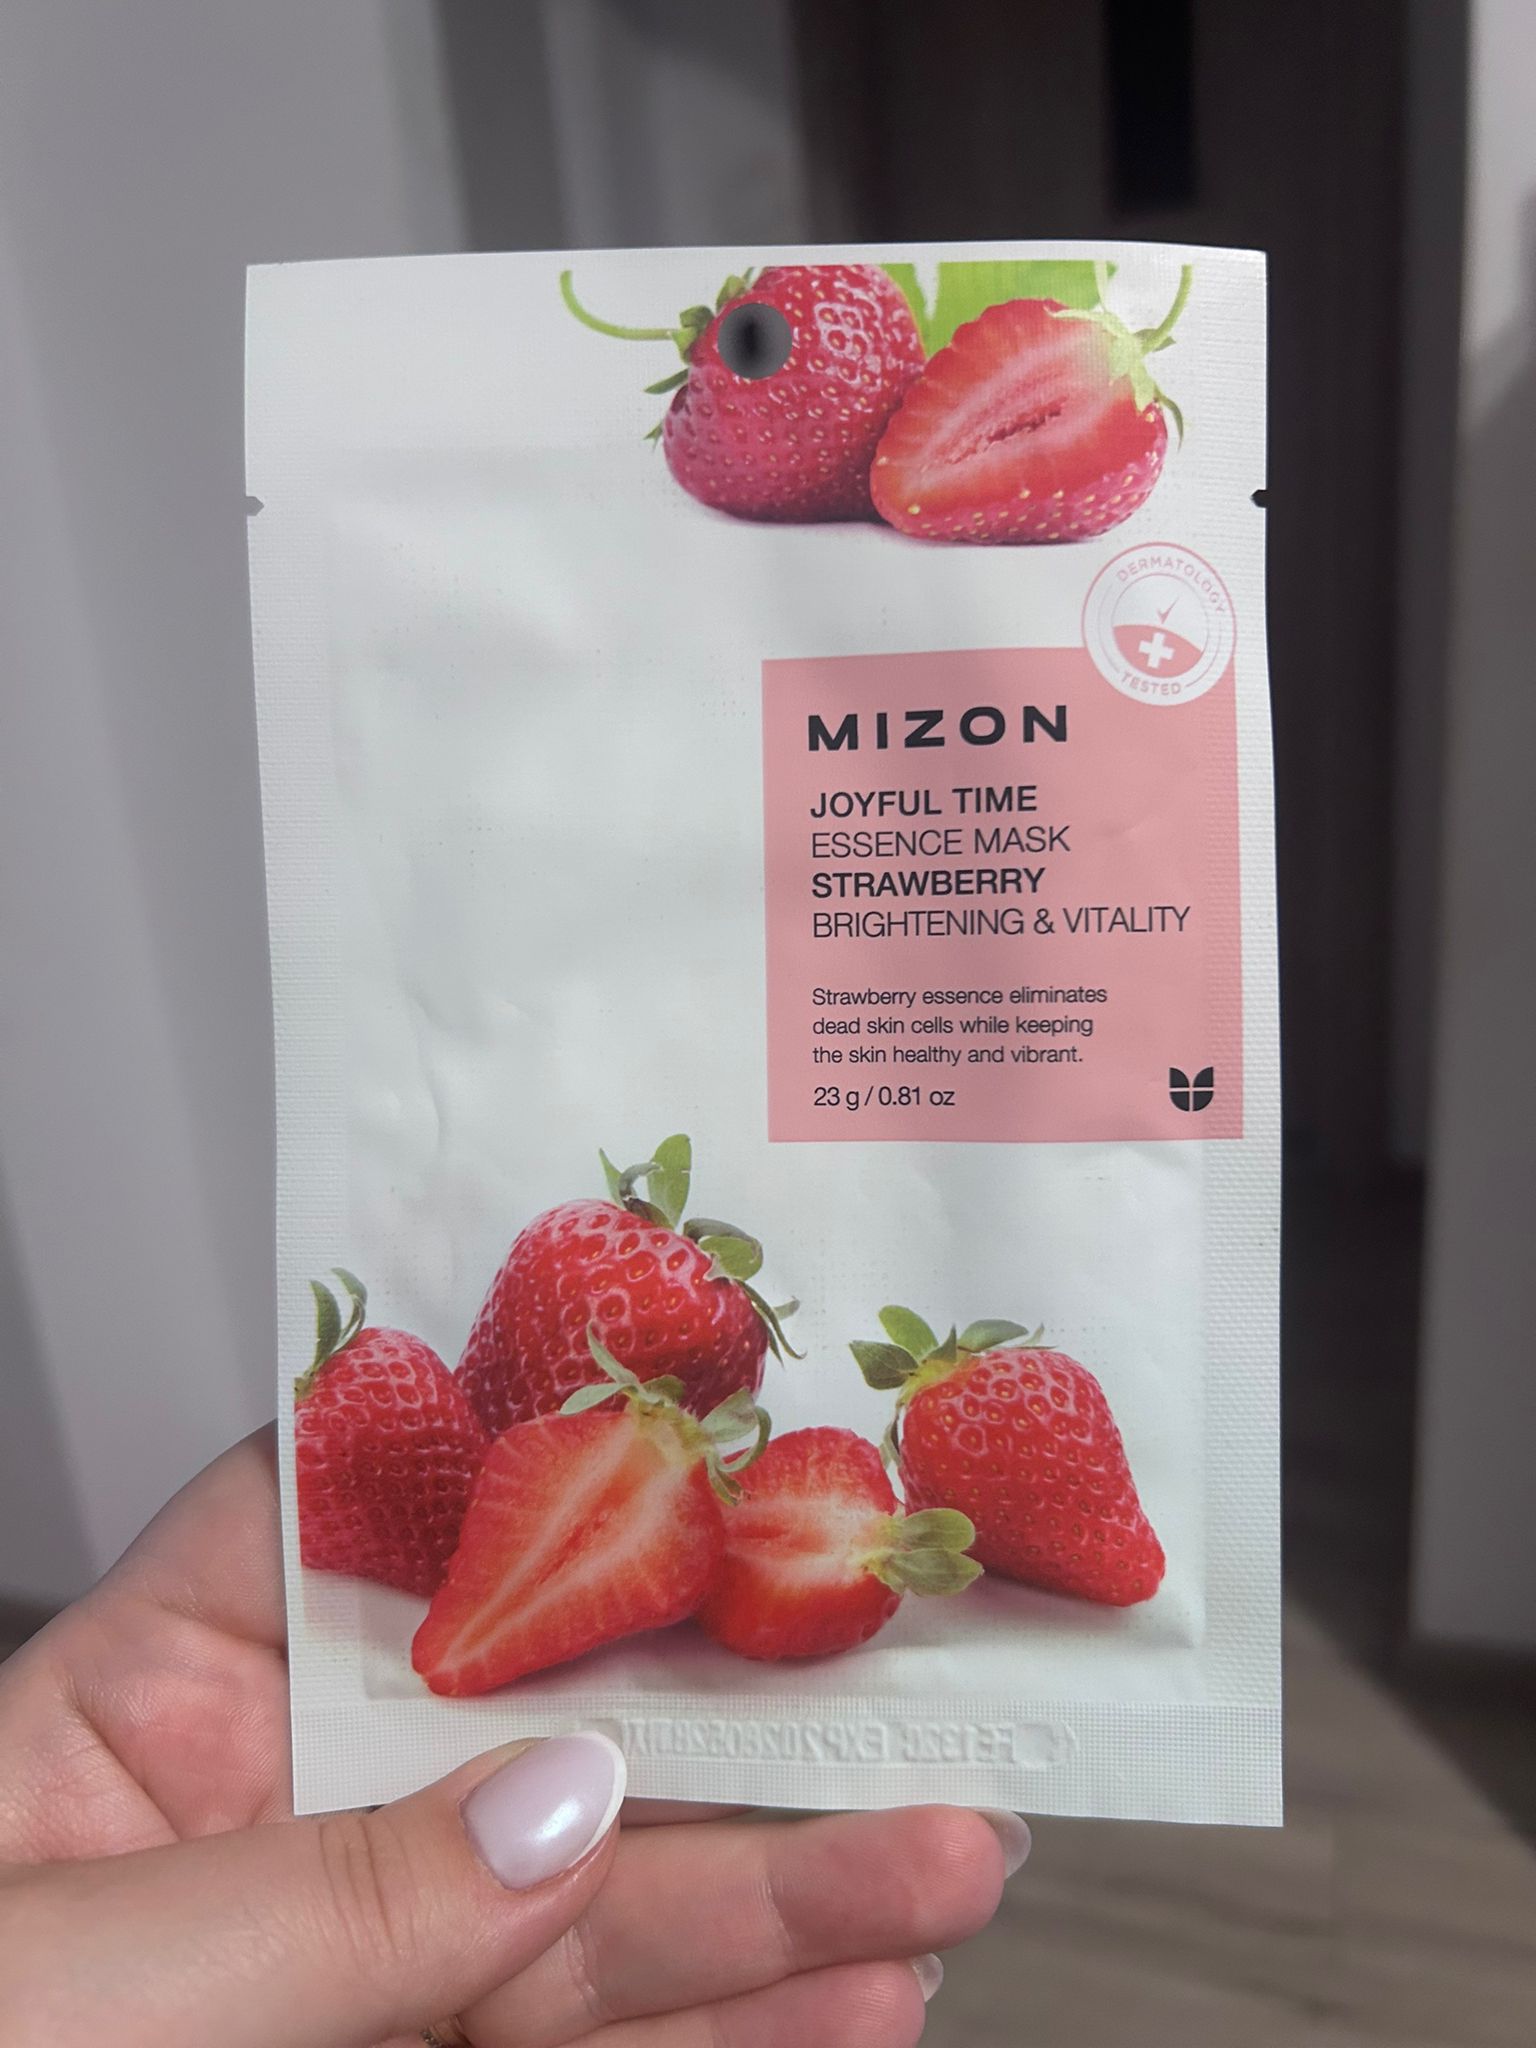 DERMATOLOGY
TESTED
MIZON
JOYFUL TIME
ESSENCE MASK
STRAWBERRY
BRIGHTENING & VITALITY
Strawberry essence eliminates
dead skin cells while keeping
the skin healthy and vibrant.
23 g / 0.81 oz